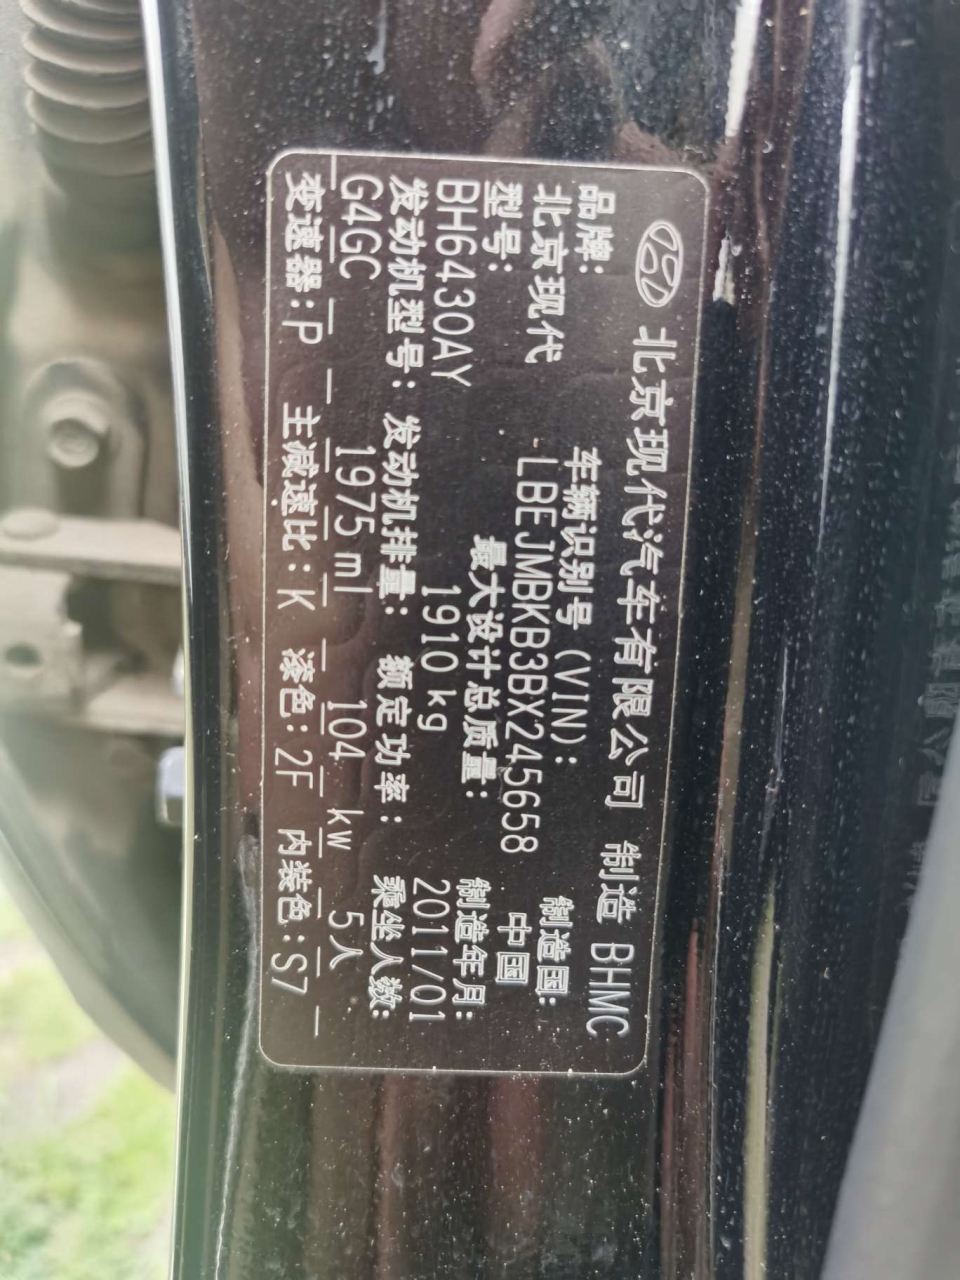 北京现代汽车有限公司 制造 BHMC
品牌: 车辆识别号 (VIN): 制造国:
北京现代 LBEJMBKB3BX245658 中国
型号: 最大设计总质量: 制造年月:
BH6430AY 1910 kg 2011/01
发动机型号: 发动机排量: 额定功率: 乘坐人数:
G4GC 1975 ml 104 kw 5人
变速器:P 主减速比:K 漆色:2F 内装色:S7